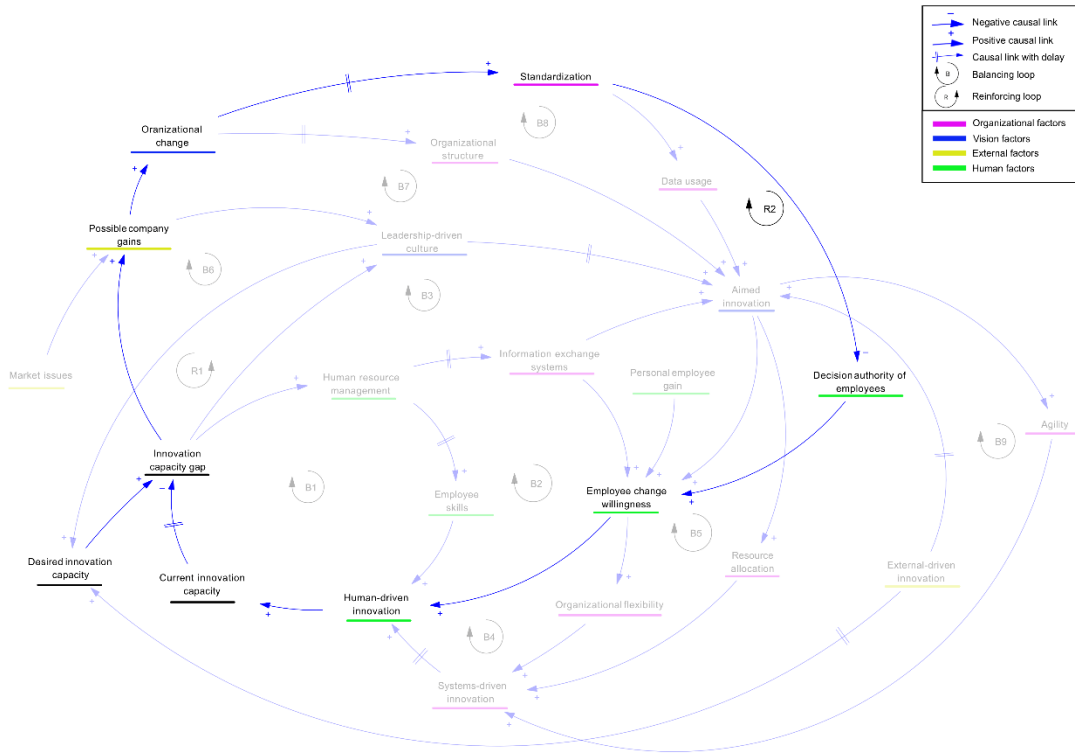 Negative causal link
Positive causal link
Causal link with delay
B
Balancing loop
R
Reinforcing loop
Organizational factors
Vision factors
External factors
Human factors
Standardization
B8
Oranizational
change
Organizational
structure
Data usage
B7
R2
Possible company
gains
Leadership-driven
culture
B6
B3
Aimed
innovation
Market issues
R1
Human resource
management
Information exchange
systems
Personal employee
gain
Decision authority of
employees
Agility
B9
Innovation
capacity gap
B1
Employee
skills
B2
Employee change
willingness
B5
Desired innovation
capacity
Current innovation
capacity
Human-driven
innovation
Organizational flexibility
Resource
allocation
External-driven
innovation
B4
Systems-driven
innovation